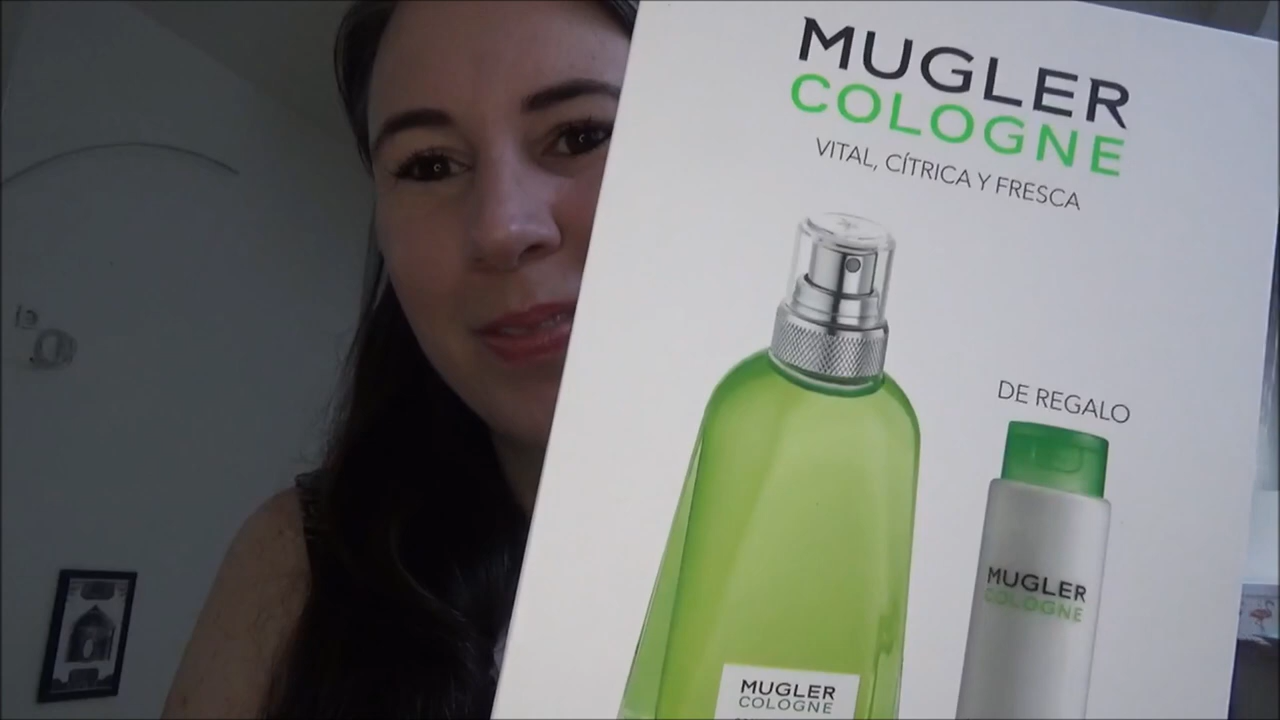 MUGLER
COLOGNE
VITAL, CÍTRICA Y FRESCA
DE REGALO
MUGLER
COLOGNE
MUGLER
COLOGNE